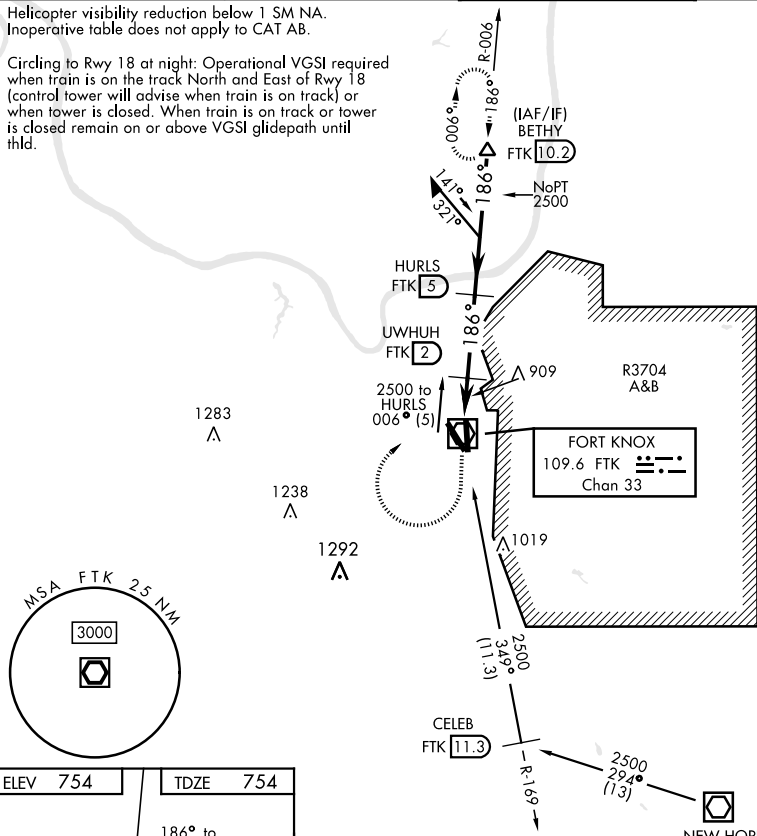 Helicopter visibility reduction below 1 SM NA.
Inoperative table does not apply to CAT AB.
Circling to Rwy 18 at night: Operational VGSI required
when train is on the track North and East of Rwy 18
(control tower will advise when train is on track) or
when tower is closed. When train is on track or tower
is closed remain on or above VGSI glidepath until
thld.
R-006
006°
186°
(IAF/IF)
BETHY
FTK 10.2
186°
NoPT
2500
141°
321°
HURLS
FTK 5
186°
UWHUH
FTK 2
909
R3704
A&B
2500 to
HURLS
006° (5)
1283
FORT KNOX
109.6 FTK
Chan 33
1238
1292
1019
MSA FTK 25 NM
3000
2500
349°
(11.3)
CELEB
FTK 11.3
R-169
2500
294°
(13)
ELEV 754
TDZE 754
186° to
NEW HOP